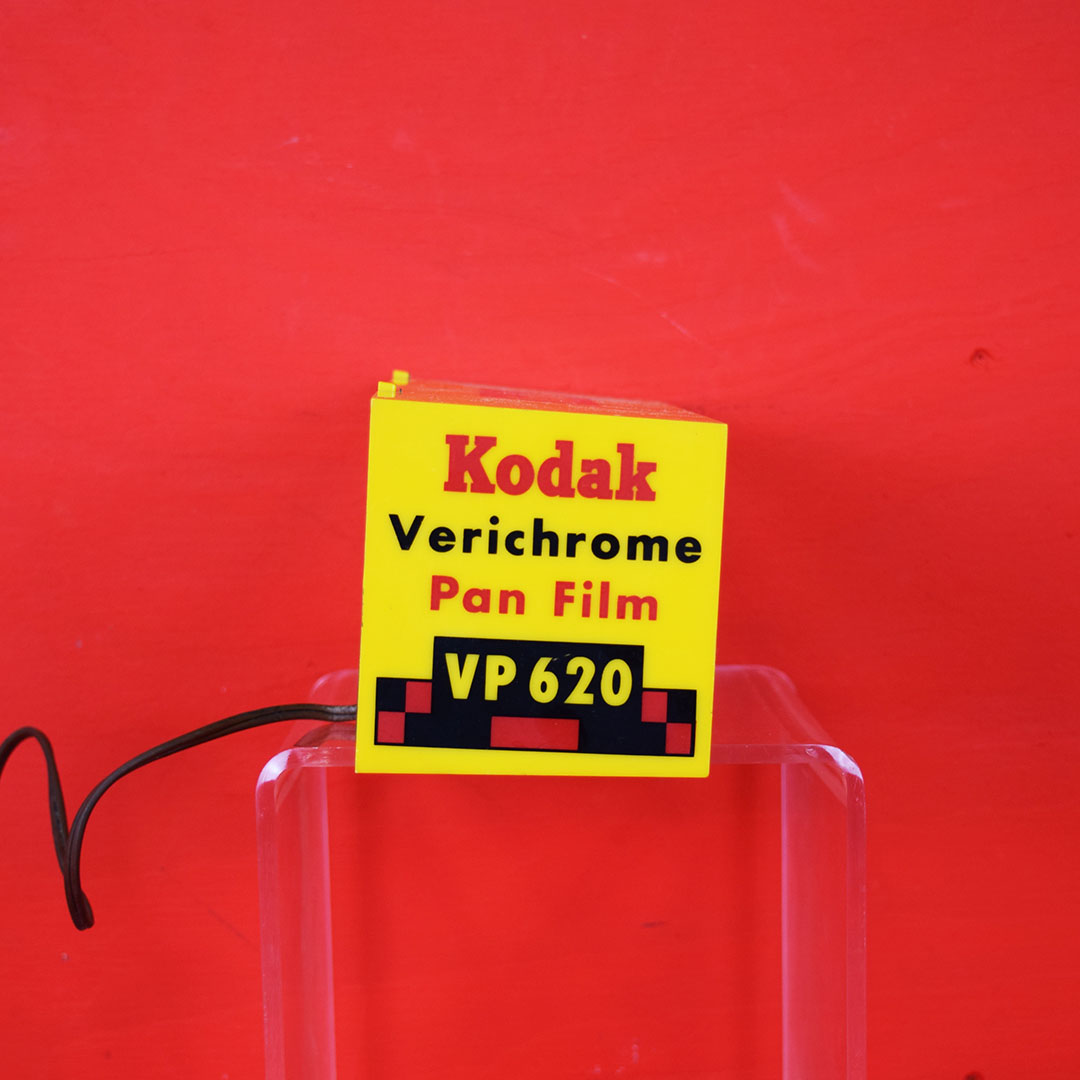 Kodak
Verichrome
Pan Film
VP 620